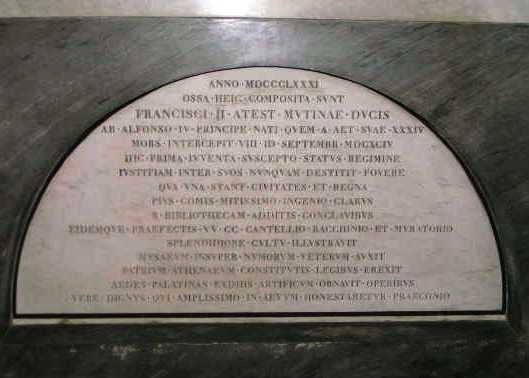 ANNO · MDCCCLXXXI
OSSA · HEIC · COMPOSITA · SVNT
FRANCISCI · II · ATEST · MVTINAE · DVCIS
AB · ALFONSO · IV · PRINCIPE · NATI · QVEM · A · AET · SVAE · XXXIV
MORS · INTERCEPIT · VIII · ID · SEPTEMBR · MDCXCIV
HIC · PRIMA · IVVENTA · SVSCEPTO · STATVS · REGIMINE
IVSTITIAM · INTER · SVOS · NVNQVAM · DESTITIT · FOVERE
QVA · VNA · STANT · CIVITATES · ET · REGNA
PIVS · COMIS · MITISSIMO · INGENIO · CLARVS
BIBLIOTHECAM · ADDITIS · CONCLAVIBVS
EIDEMQVE · PRAEFECTIS · VV · CC · CANTELLIO · BACCHINIO · ET · MVRATORIO
SPLENDIDIORE · CVLTV · ILLVSTRAVIT
MVSAEVM · INSVPER · NVMORVM · VETERVM · AVXIT
PATRIVM · ATHENAEVM · CONSTITVTIS · LEGIBVS · EREXIT
AEDES · PALATINAS · EXIMIIS · ARTIFICVM · ORNAVIT · OPERIBVS
VERE · DIGNVS · QVI · AMPLISSIMO · IN · AEVVM · HONESTARETVR · PRAECONIO